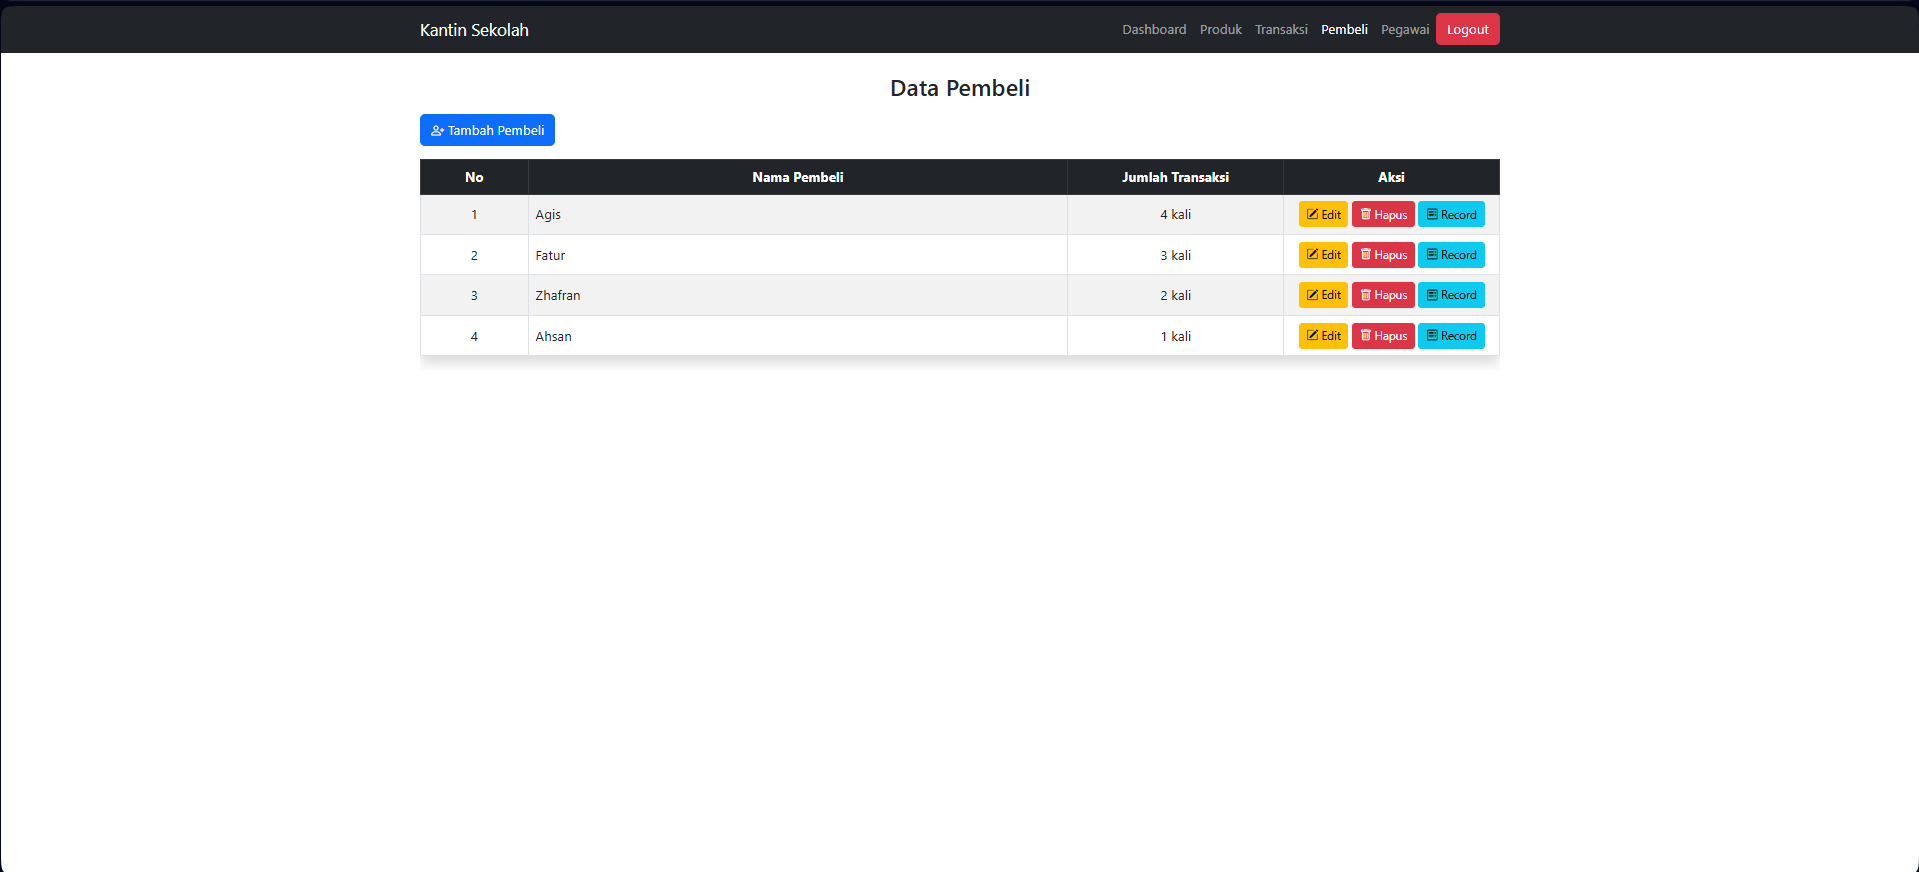 Kantin Sekolah Dashboard Produk Transaksi Pembeli Pegawai Logout
Data Pembeli
Tambah Pembeli
No Nama Pembeli Jumlah Transaksi Aksi
1 Agis 4 kali Edit Hapus Record
2 Fatur 3 kali Edit Hapus Record
3 Zhafran 2 kali Edit Hapus Record
4 Ahsan 1 kali Edit Hapus Record